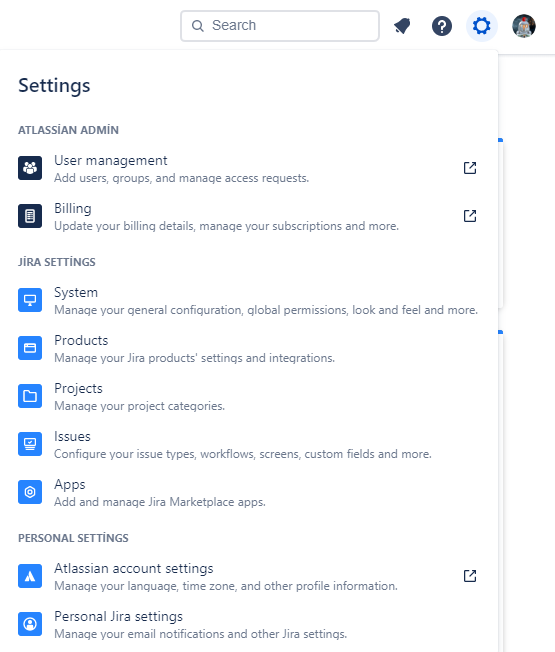 Search
Settings
ATLASSİAN ADMİN
User management
Add users, groups, and manage access requests.
Billing
Update your billing details, manage your subscriptions and more.
JİRA SETTİNGS
System
Manage your general configuration, global permissions, look and feel and more.
Products
Manage your Jira products' settings and integrations.
Projects
Manage your project categories.
Issues
Configure your issue types, workflows, screens, custom fields and more.
Apps
Add and manage Jira Marketplace apps.
PERSONAL SETTİNGS
Atlassian account settings
Manage your language, time zone, and other profile information.
Personal Jira settings
Manage your email notifications and other Jira settings.